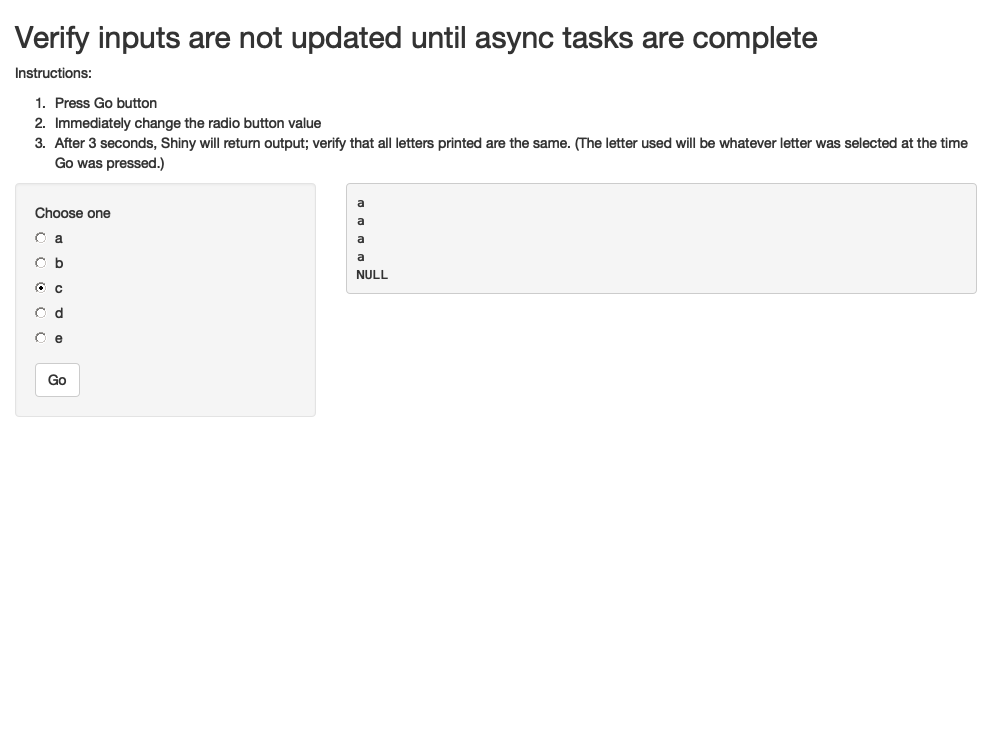 Verify inputs are not updated until async tasks are complete
Instructions:
1. Press Go button
2. Immediately change the radio button value
3. After 3 seconds, Shiny will return output; verify that all letters printed are the same. (The letter used will be whatever letter was selected at the time
Go was pressed.)
Choose one
a
b
c
d
e
Go
a
a
a
a
NULL